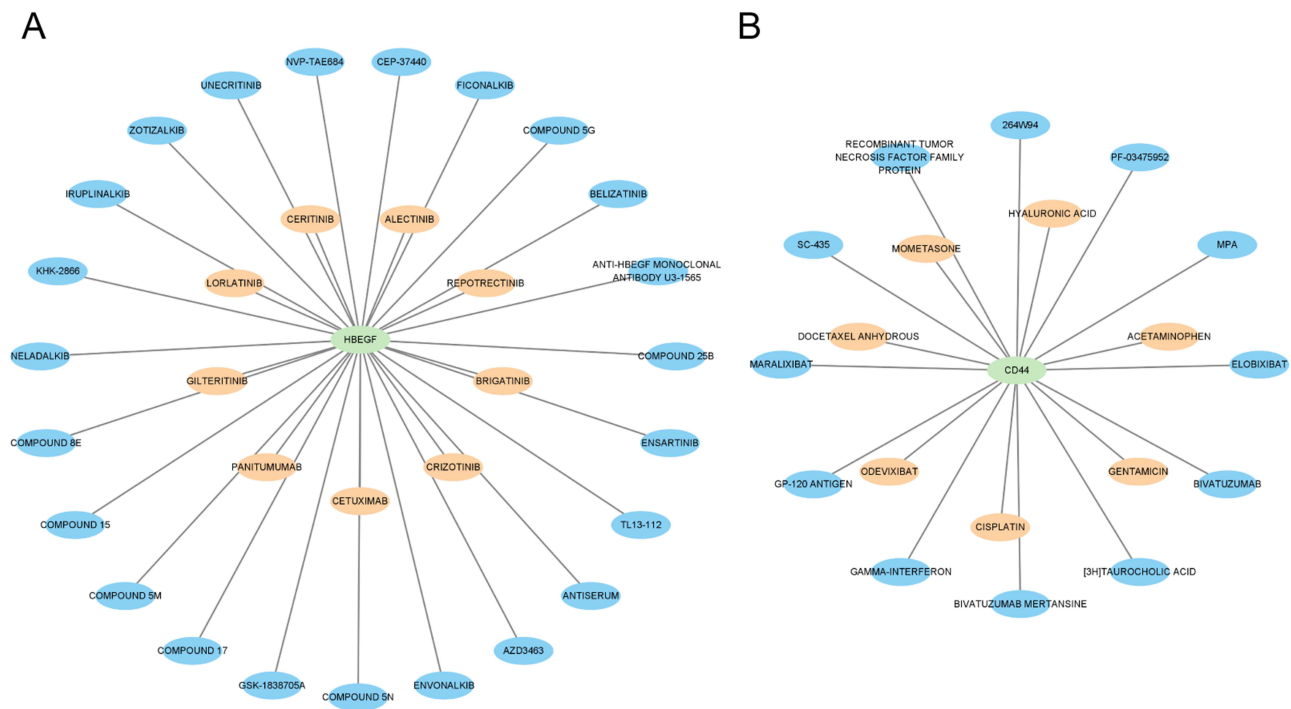 A
NVP-TAE684
CEP-37440
UNECRITINIB
FICONALKIB
ZOTIZALKIB
COMPOUND 5G
IRUPLINALKIB
BELIZATINIB
CERITINIB
ALECTINIB
KHK-2866
LORLATINIB
REPOTRECTINIB
ANTI-HBEGF MONOCLONAL
ANTIBODY U3-1565
HBEGF
NELADALKIB
COMPOUND 25B
GILTERITINIB
BRIGATINIB
COMPOUND 8E
ENSARTINIB
PANITUMUMAB
CRIZOTINIB
CETUXIMAB
COMPOUND 15
TL13-112
COMPOUND 5M
ANTISERUM
COMPOUND 17
AZD3463
GSK-1838705A
COMPOUND 5N
ENVONALKIB
B
264W94
RECOMBINANT TUMOR
NECROSIS FACTOR FAMILY
PROTEIN
PF-03475952
HYALURONIC ACID
SC-435
MOMETASONE
MPA
DOCETAXEL ANHYDROUS
ACETAMINOPHEN
MARALIXIBAT
CD44
ELOBIXIBAT
GP-120 ANTIGEN
ODEVIXIBAT
GENTAMICIN
BIVATUZUMAB
CISPLATIN
GAMMA-INTERFERON
[3H]TAUROCHOLIC ACID
BIVATUZUMAB MERTANSINE